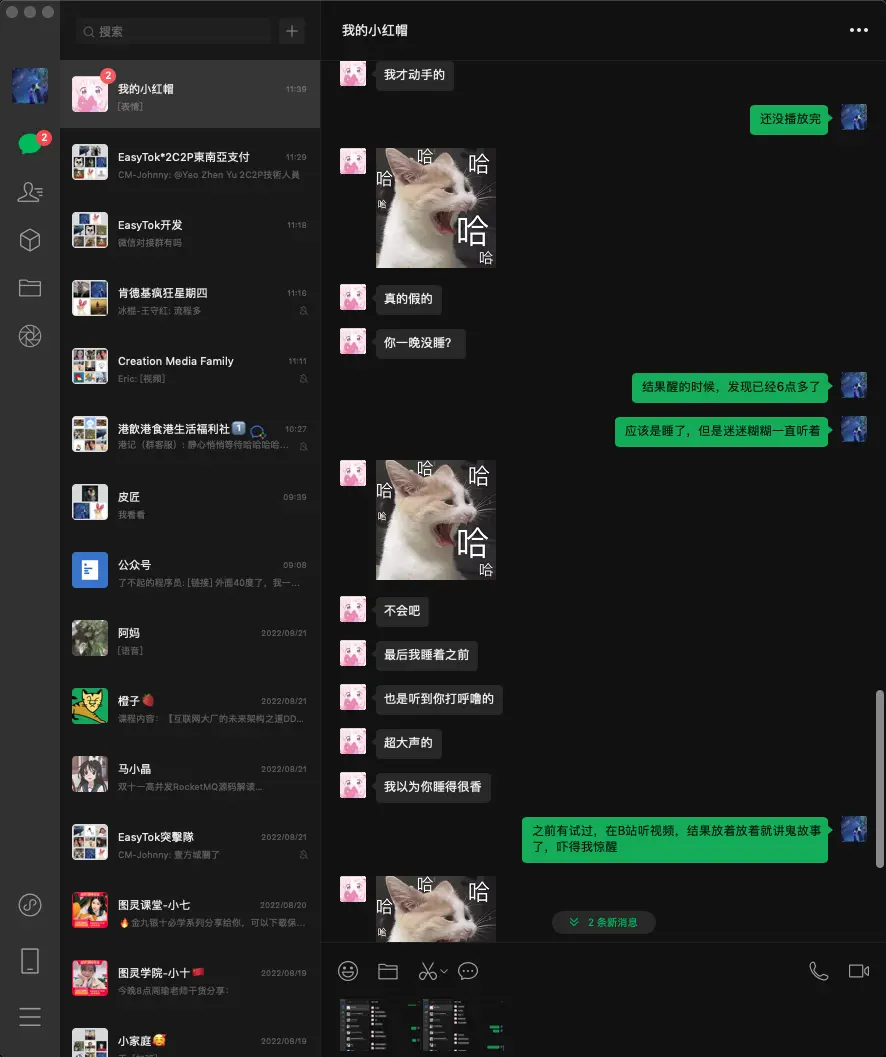 搜索
2
我的小红帽
11:39
[表情]
2
EasyTok*2C2P東南亞支付
11:29
CM-Johnny: @Yeo Zhen Yu 2C2P技術人員
EasyTok开发
11:18
微信对接群有吗
肯德基疯狂星期四
11:16
冰棍-王守红: 流程多
Creation Media Family
11:11
Eric: [视频]
港飲港食港生活福利社1️⃣
10:27
港记（群客服）: 静心悄悄等待哈哈哈哈...
皮匠
09:39
我看看
公众号
09:08
了不起的程序员: [链接] 外面40度了，我一...
阿妈
2022/08/21
[语音]
橙子🍓
2022/08/21
课程内容：【互联网大厂的未来架构之道DD...
马小晶
2022/08/21
双十一高并发RocketMQ源码解读...
EasyTok突擊隊
2022/08/21
CM-Johnny: 壹方城關了
图灵课堂-小七
2022/08/20
🔥金九银十必学系列分享给你，可以下载保...
图灵学院-小十
2022/08/19
今晚8点周瑜老师干货分享：
小家庭🥰
2022/08/19
我的小红帽
我才动手的
还没播放完
哈
哈
哈
哈
哈
哈
真的假的
你一晚没睡？
结果醒的时候，发现已经6点多了
应该是睡了，但是迷迷糊糊一直听着
哈
哈
哈
哈
哈
哈
不会吧
最后我睡着之前
也是听到你打呼噜的
超大声的
我以为你睡得很香
之前有试过，在B站听视频，结果放着放着就讲鬼故事
了，吓得我惊醒
哈
哈
哈
哈
哈
2 条新消息